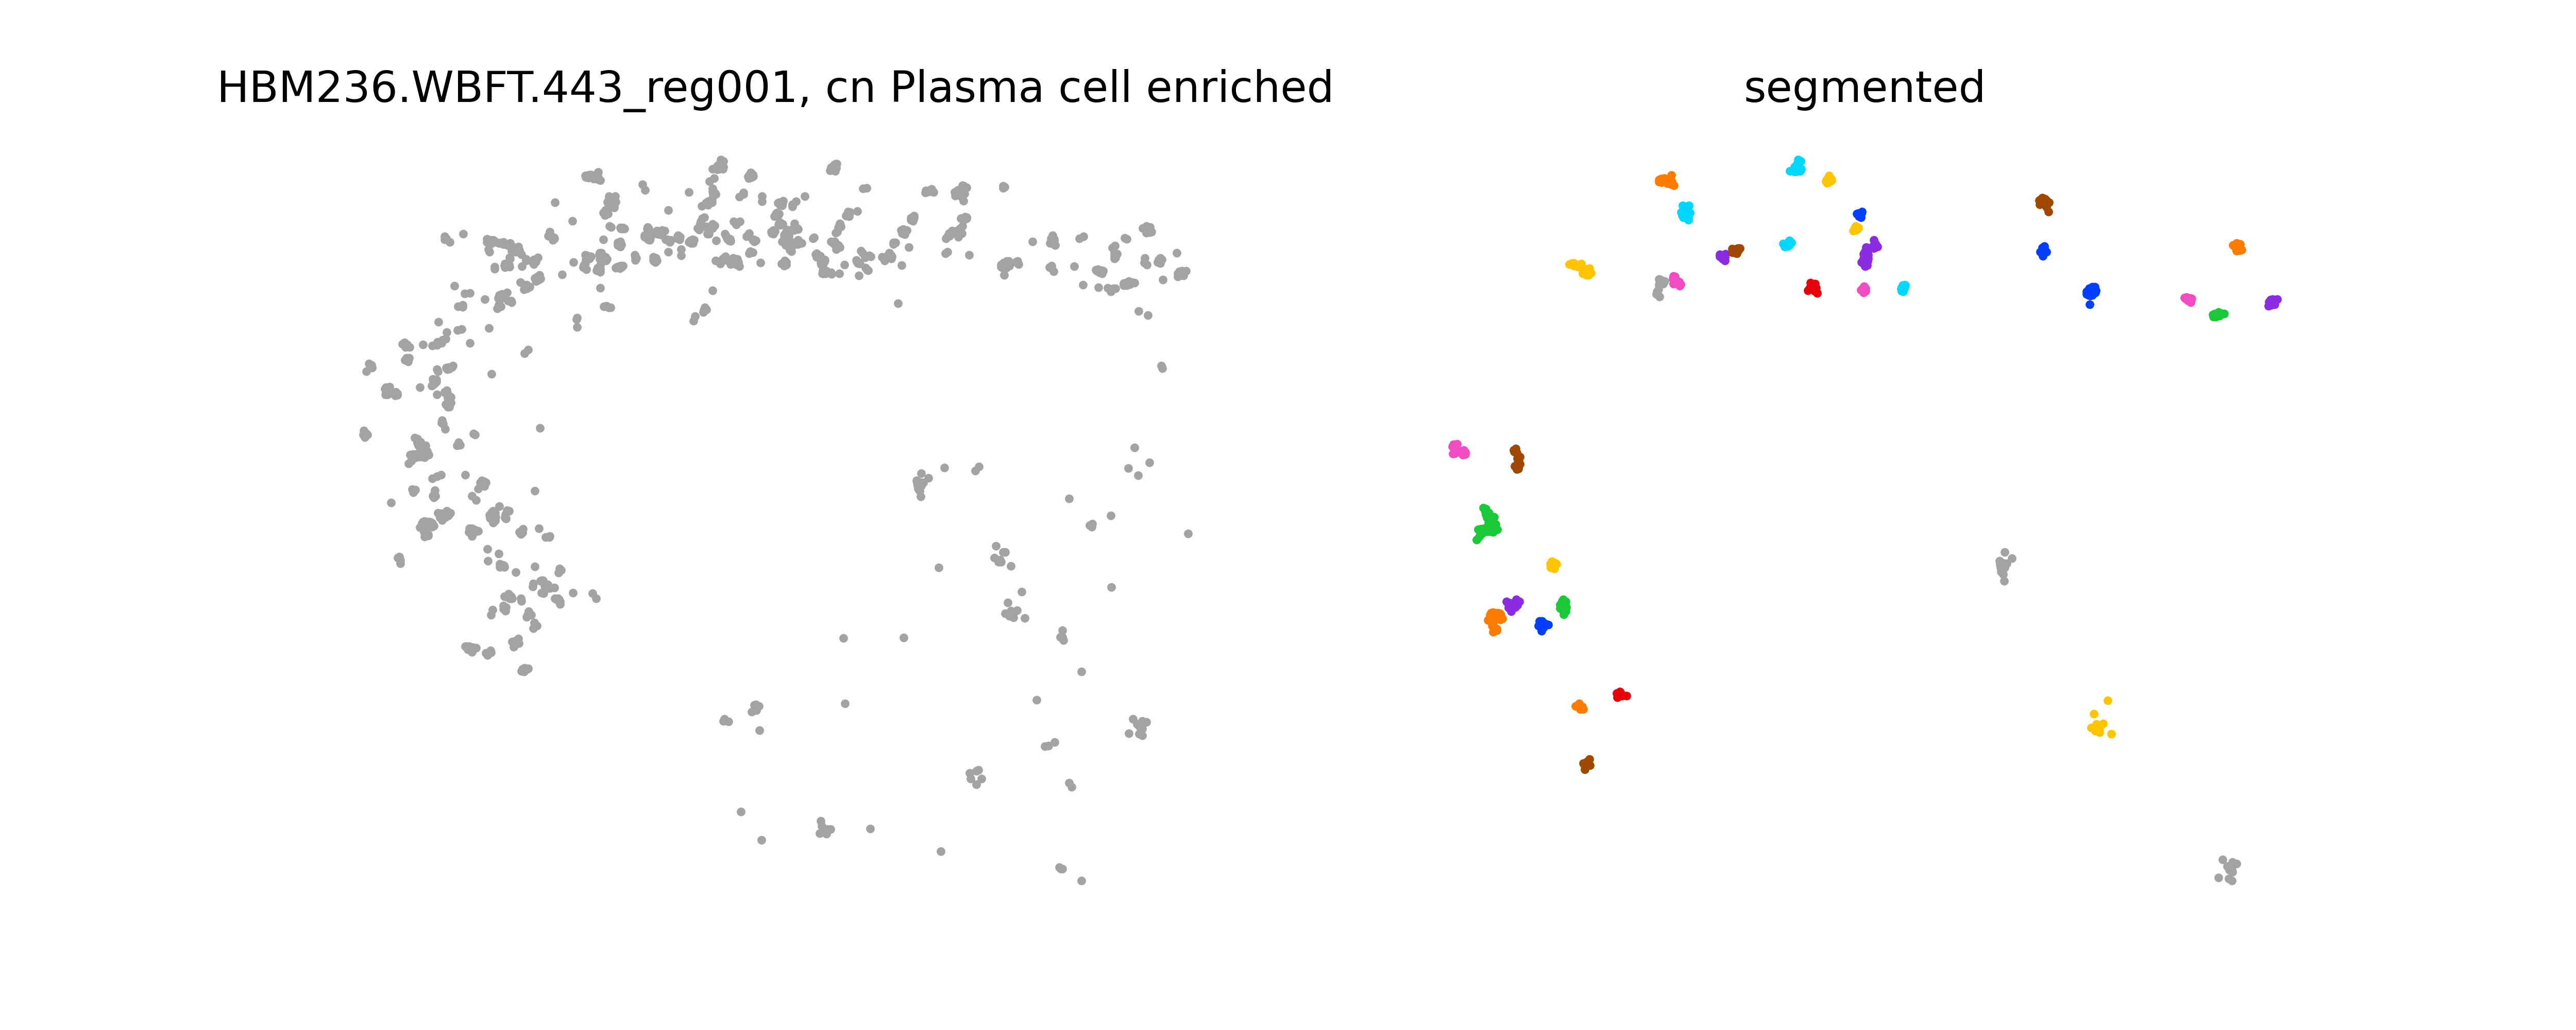 HBM236.WBFT.443_reg001, cn Plasma cell enriched
segmented